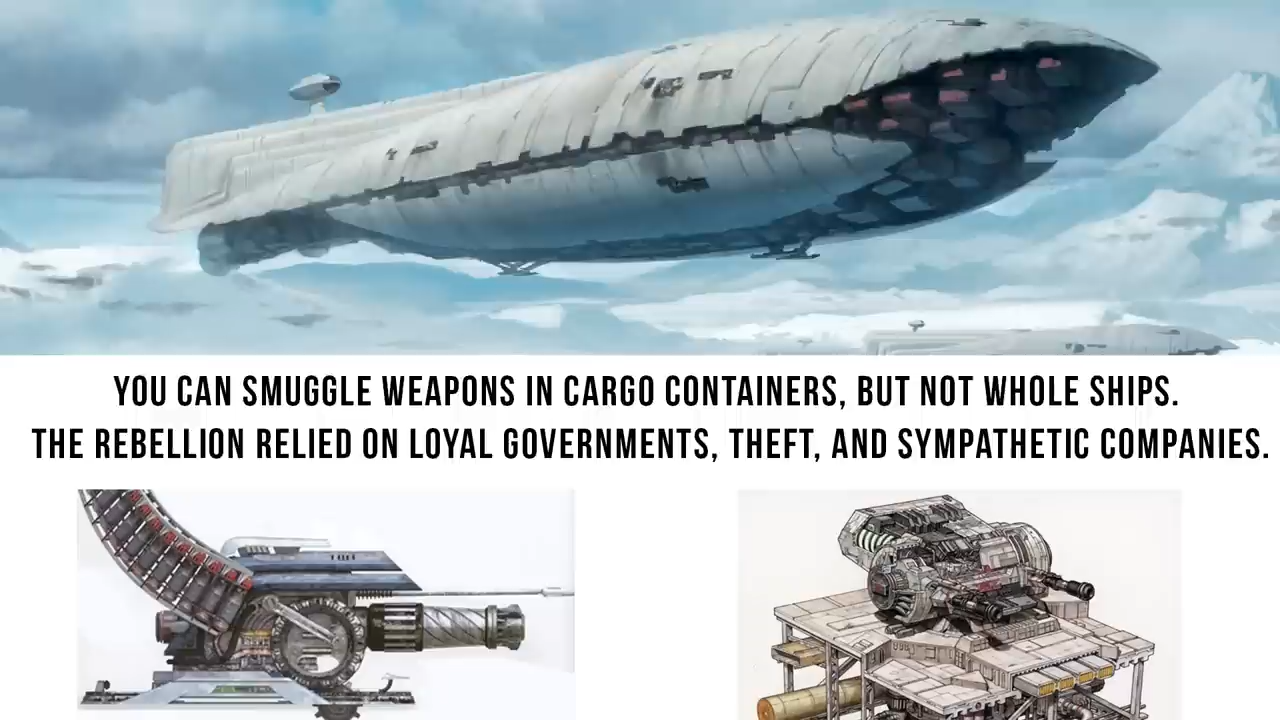 YOU CAN SMUGGLE WEAPONS IN CARGO CONTAINERS, BUT NOT WHOLE SHIPS.
THE REBELLION RELIED ON LOYAL GOVERNMENTS, THEFT, AND SYMPATHETIC COMPANIES.